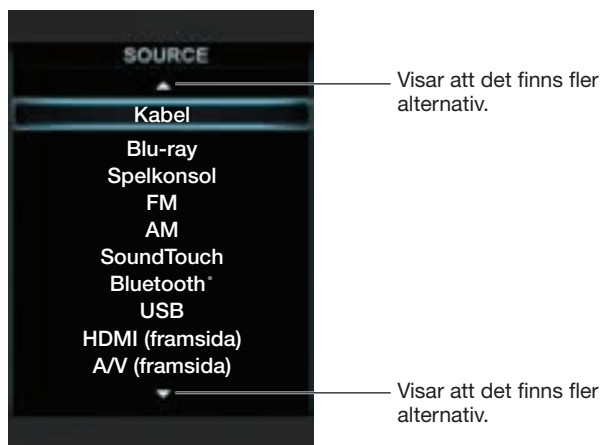 SOURCE
Visar att det finns fler
alternativ.
Kabel
Blu-ray
Spelkonsol
FM
AM
SoundTouch
Bluetooth®
USB
HDMI (framsida)
A/V (framsida)
Visar att det finns fler
alternativ.